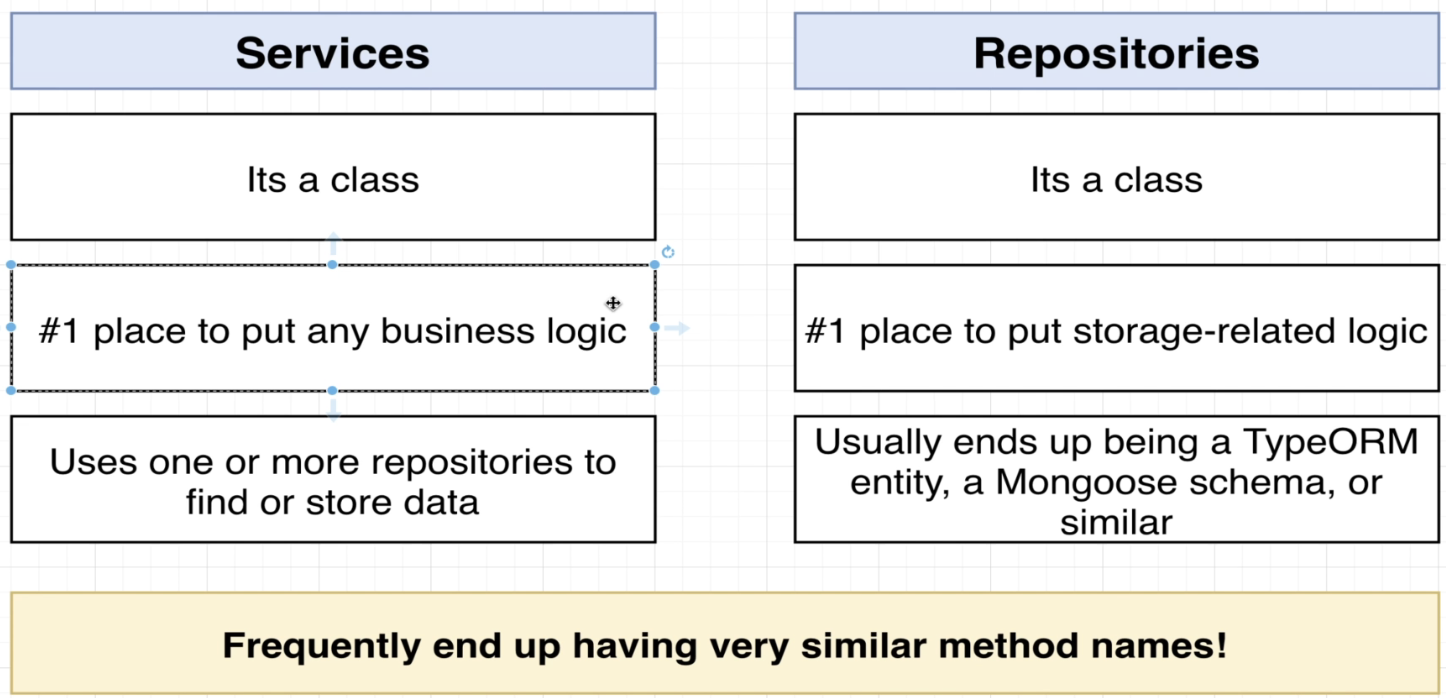 Services
Its a class
#1 place to put any business logic
Uses one or more repositories to
find or store data
Repositories
Its a class
#1 place to put storage-related logic
Usually ends up being a TypeORM
entity, a Mongoose schema, or
similar
Frequently end up having very similar method names!